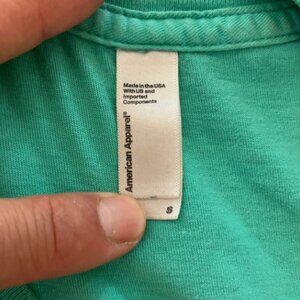 Made in the USA
With US and
Imported
Components
American Apparel®
S